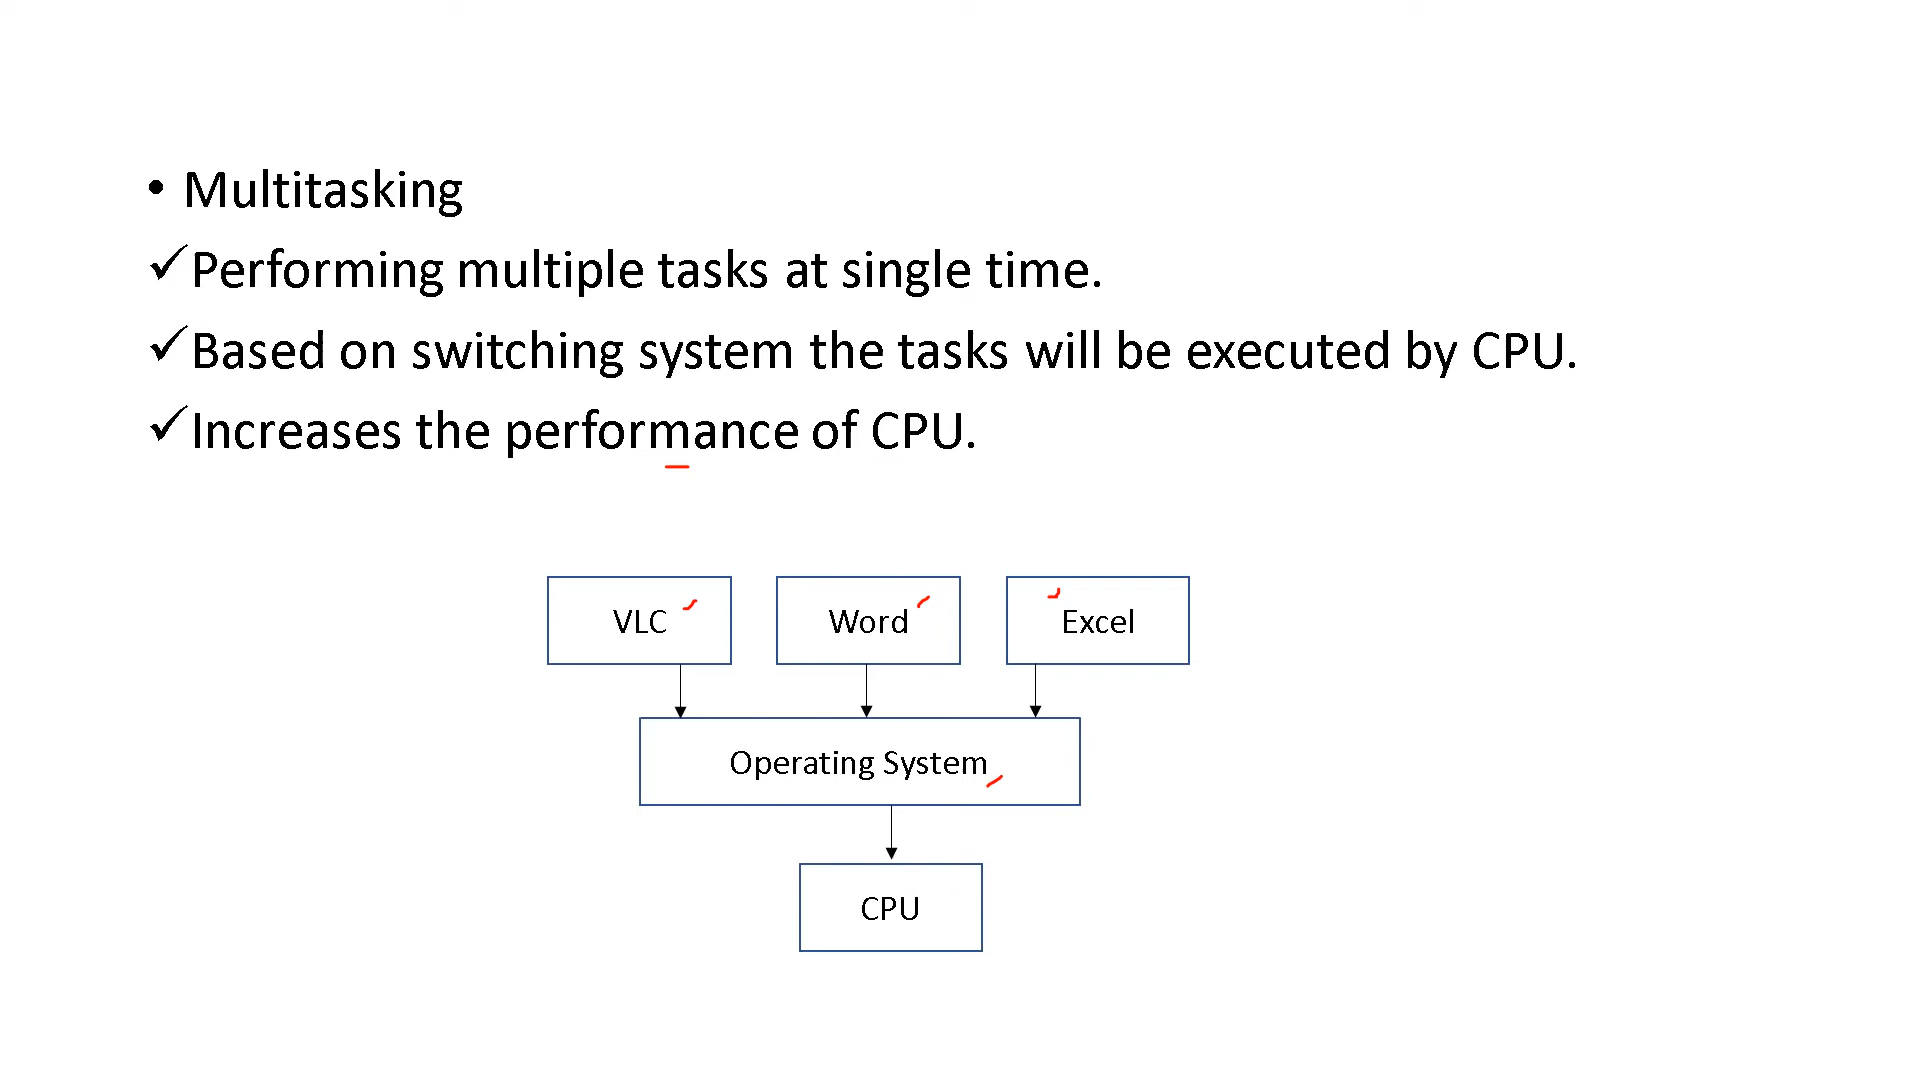 • Multitasking
✓Performing multiple tasks at single time.
✓Based on switching system the tasks will be executed by CPU.
✓Increases the performance of CPU.
VLC Word Excel
Operating System
CPU